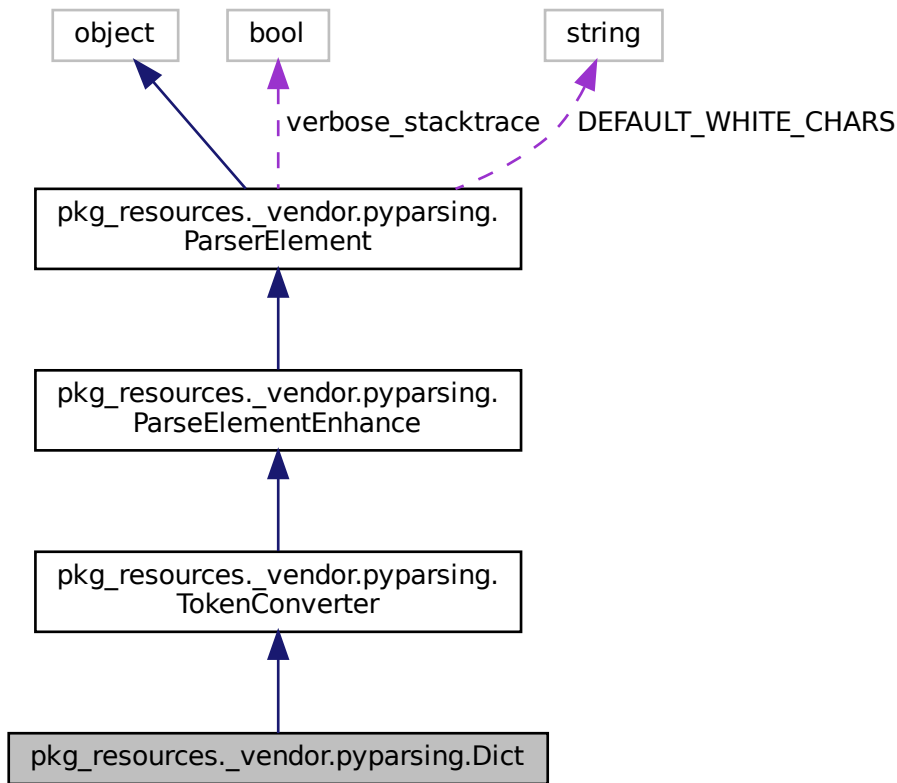 object
bool
string
verbose_stacktrace
DEFAULT_WHITE_CHARS
pkg_resources._vendor.pyparsing.
ParserElement
pkg_resources._vendor.pyparsing.
ParseElementEnhance
pkg_resources._vendor.pyparsing.
TokenConverter
pkg_resources._vendor.pyparsing.Dict